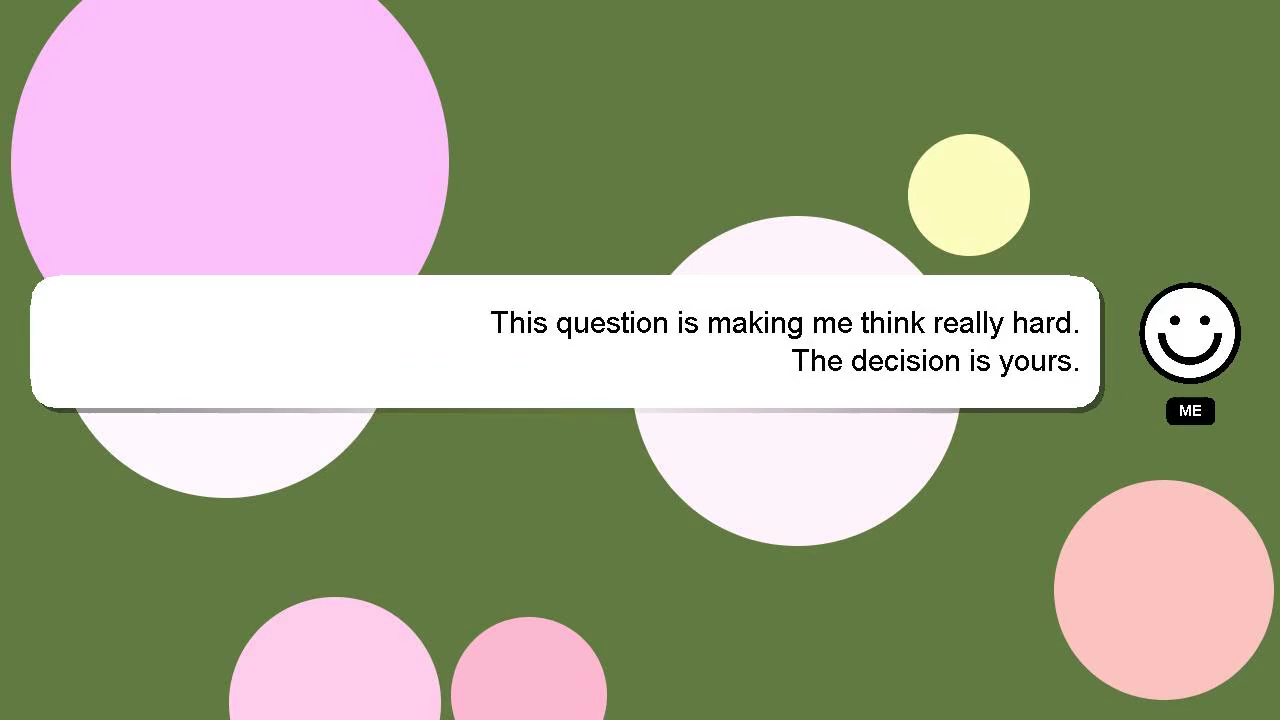 This question is making me think really hard.
The decision is yours.
ME